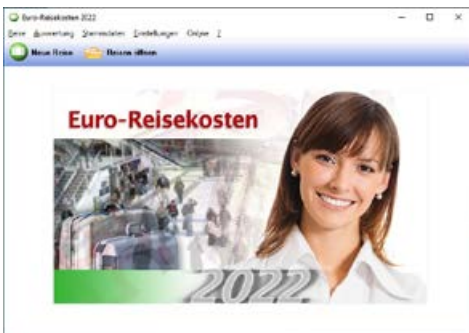 Euro-Reisekosten 2022
Reise Auswertung Stammdaten Einstellungen Online ?
Neue Reise Reisen öffnen
Euro-Reisekosten
2022